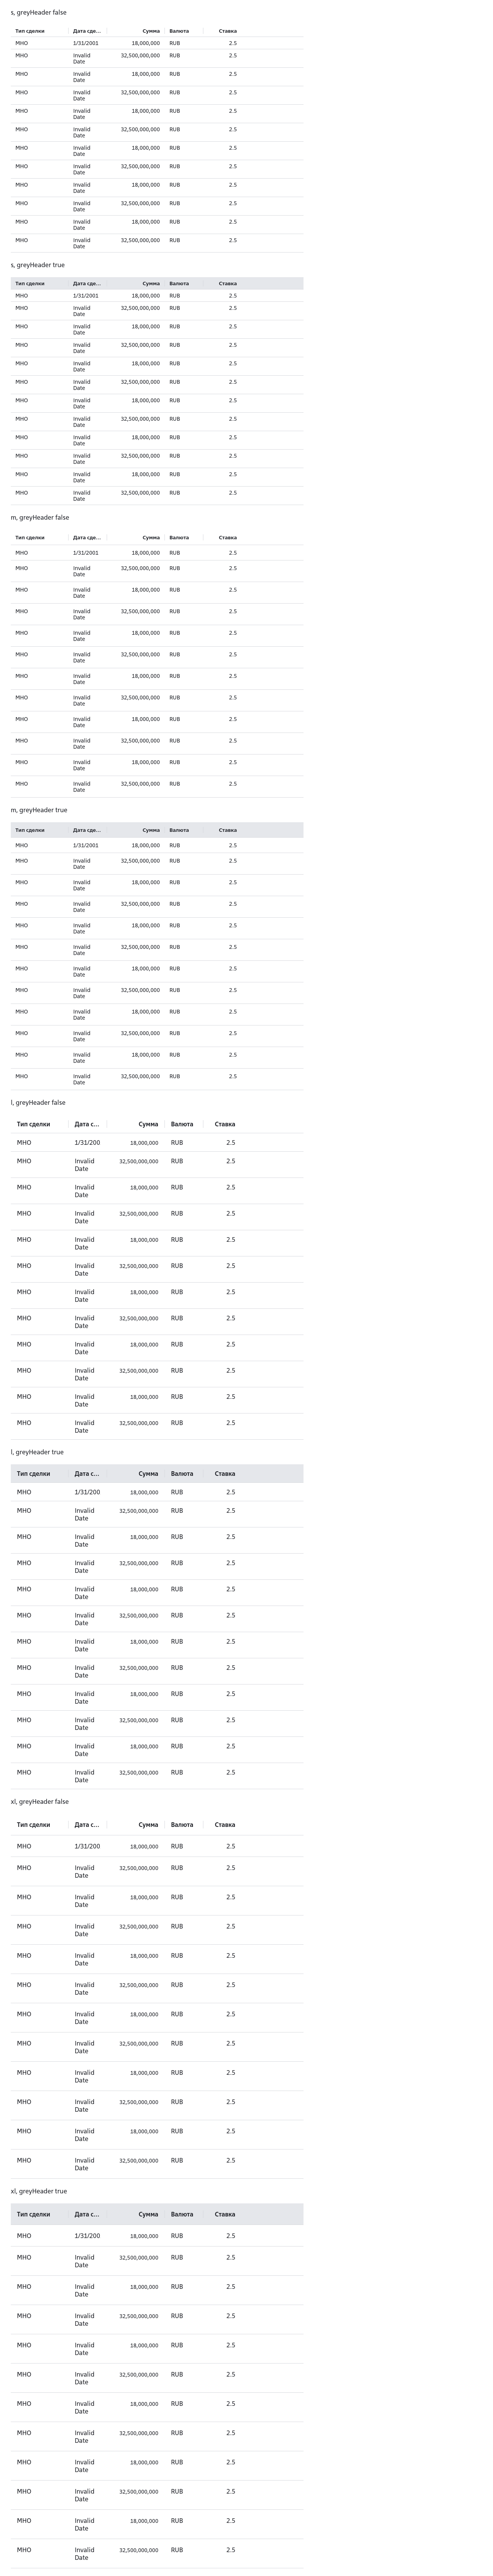 s, greyHeader false
Тип сделки Дата сде... Сумма Валюта Ставка
МНО 1/31/2001 18,000,000 RUB 2.5
МНО Invalid 32,500,000,000 RUB 2.5
Date
МНО Invalid 18,000,000 RUB 2.5
Date
МНО Invalid 32,500,000,000 RUB 2.5
Date
МНО Invalid 18,000,000 RUB 2.5
Date
МНО Invalid 32,500,000,000 RUB 2.5
Date
МНО Invalid 18,000,000 RUB 2.5
Date
МНО Invalid 32,500,000,000 RUB 2.5
Date
МНО Invalid 18,000,000 RUB 2.5
Date
МНО Invalid 32,500,000,000 RUB 2.5
Date
МНО Invalid 18,000,000 RUB 2.5
Date
МНО Invalid 32,500,000,000 RUB 2.5
Date
s, greyHeader true
Тип сделки Дата сде... Сумма Валюта Ставка
МНО 1/31/2001 18,000,000 RUB 2.5
МНО Invalid 32,500,000,000 RUB 2.5
Date
МНО Invalid 18,000,000 RUB 2.5
Date
МНО Invalid 32,500,000,000 RUB 2.5
Date
МНО Invalid 18,000,000 RUB 2.5
Date
МНО Invalid 32,500,000,000 RUB 2.5
Date
МНО Invalid 18,000,000 RUB 2.5
Date
МНО Invalid 32,500,000,000 RUB 2.5
Date
МНО Invalid 18,000,000 RUB 2.5
Date
МНО Invalid 32,500,000,000 RUB 2.5
Date
МНО Invalid 18,000,000 RUB 2.5
Date
МНО Invalid 32,500,000,000 RUB 2.5
Date
m, greyHeader false
Тип сделки Дата сде... Сумма Валюта Ставка
МНО 1/31/2001 18,000,000 RUB 2.5
МНО Invalid 32,500,000,000 RUB 2.5
Date
МНО Invalid 18,000,000 RUB 2.5
Date
МНО Invalid 32,500,000,000 RUB 2.5
Date
МНО Invalid 18,000,000 RUB 2.5
Date
МНО Invalid 32,500,000,000 RUB 2.5
Date
МНО Invalid 18,000,000 RUB 2.5
Date
МНО Invalid 32,500,000,000 RUB 2.5
Date
МНО Invalid 18,000,000 RUB 2.5
Date
МНО Invalid 32,500,000,000 RUB 2.5
Date
МНО Invalid 18,000,000 RUB 2.5
Date
МНО Invalid 32,500,000,000 RUB 2.5
Date
m, greyHeader true
Тип сделки Дата сде... Сумма Валюта Ставка
МНО 1/31/2001 18,000,000 RUB 2.5
МНО Invalid 32,500,000,000 RUB 2.5
Date
МНО Invalid 18,000,000 RUB 2.5
Date
МНО Invalid 32,500,000,000 RUB 2.5
Date
МНО Invalid 18,000,000 RUB 2.5
Date
МНО Invalid 32,500,000,000 RUB 2.5
Date
МНО Invalid 18,000,000 RUB 2.5
Date
МНО Invalid 32,500,000,000 RUB 2.5
Date
МНО Invalid 18,000,000 RUB 2.5
Date
МНО Invalid 32,500,000,000 RUB 2.5
Date
МНО Invalid 18,000,000 RUB 2.5
Date
МНО Invalid 32,500,000,000 RUB 2.5
Date
l, greyHeader false
Тип сделки Дата с... Сумма Валюта Ставка
МНО 1/31/200 18,000,000 RUB 2.5
МНО Invalid 32,500,000,000 RUB 2.5
Date
МНО Invalid 18,000,000 RUB 2.5
Date
МНО Invalid 32,500,000,000 RUB 2.5
Date
МНО Invalid 18,000,000 RUB 2.5
Date
МНО Invalid 32,500,000,000 RUB 2.5
Date
МНО Invalid 18,000,000 RUB 2.5
Date
МНО Invalid 32,500,000,000 RUB 2.5
Date
МНО Invalid 18,000,000 RUB 2.5
Date
МНО Invalid 32,500,000,000 RUB 2.5
Date
МНО Invalid 18,000,000 RUB 2.5
Date
МНО Invalid 32,500,000,000 RUB 2.5
Date
l, greyHeader true
Тип сделки Дата с... Сумма Валюта Ставка
МНО 1/31/200 18,000,000 RUB 2.5
МНО Invalid 32,500,000,000 RUB 2.5
Date
МНО Invalid 18,000,000 RUB 2.5
Date
МНО Invalid 32,500,000,000 RUB 2.5
Date
МНО Invalid 18,000,000 RUB 2.5
Date
МНО Invalid 32,500,000,000 RUB 2.5
Date
МНО Invalid 18,000,000 RUB 2.5
Date
МНО Invalid 32,500,000,000 RUB 2.5
Date
МНО Invalid 18,000,000 RUB 2.5
Date
МНО Invalid 32,500,000,000 RUB 2.5
Date
МНО Invalid 18,000,000 RUB 2.5
Date
МНО Invalid 32,500,000,000 RUB 2.5
Date
xl, greyHeader false
Тип сделки Дата с... Сумма Валюта Ставка
МНО 1/31/200 18,000,000 RUB 2.5
МНО Invalid 32,500,000,000 RUB 2.5
Date
МНО Invalid 18,000,000 RUB 2.5
Date
МНО Invalid 32,500,000,000 RUB 2.5
Date
МНО Invalid 18,000,000 RUB 2.5
Date
МНО Invalid 32,500,000,000 RUB 2.5
Date
МНО Invalid 18,000,000 RUB 2.5
Date
МНО Invalid 32,500,000,000 RUB 2.5
Date
МНО Invalid 18,000,000 RUB 2.5
Date
МНО Invalid 32,500,000,000 RUB 2.5
Date
МНО Invalid 18,000,000 RUB 2.5
Date
МНО Invalid 32,500,000,000 RUB 2.5
Date
xl, greyHeader true
Тип сделки Дата с... Сумма Валюта Ставка
МНО 1/31/200 18,000,000 RUB 2.5
МНО Invalid 32,500,000,000 RUB 2.5
Date
МНО Invalid 18,000,000 RUB 2.5
Date
МНО Invalid 32,500,000,000 RUB 2.5
Date
МНО Invalid 18,000,000 RUB 2.5
Date
МНО Invalid 32,500,000,000 RUB 2.5
Date
МНО Invalid 18,000,000 RUB 2.5
Date
МНО Invalid 32,500,000,000 RUB 2.5
Date
МНО Invalid 18,000,000 RUB 2.5
Date
МНО Invalid 32,500,000,000 RUB 2.5
Date
МНО Invalid 18,000,000 RUB 2.5
Date
МНО Invalid 32,500,000,000 RUB 2.5
Date